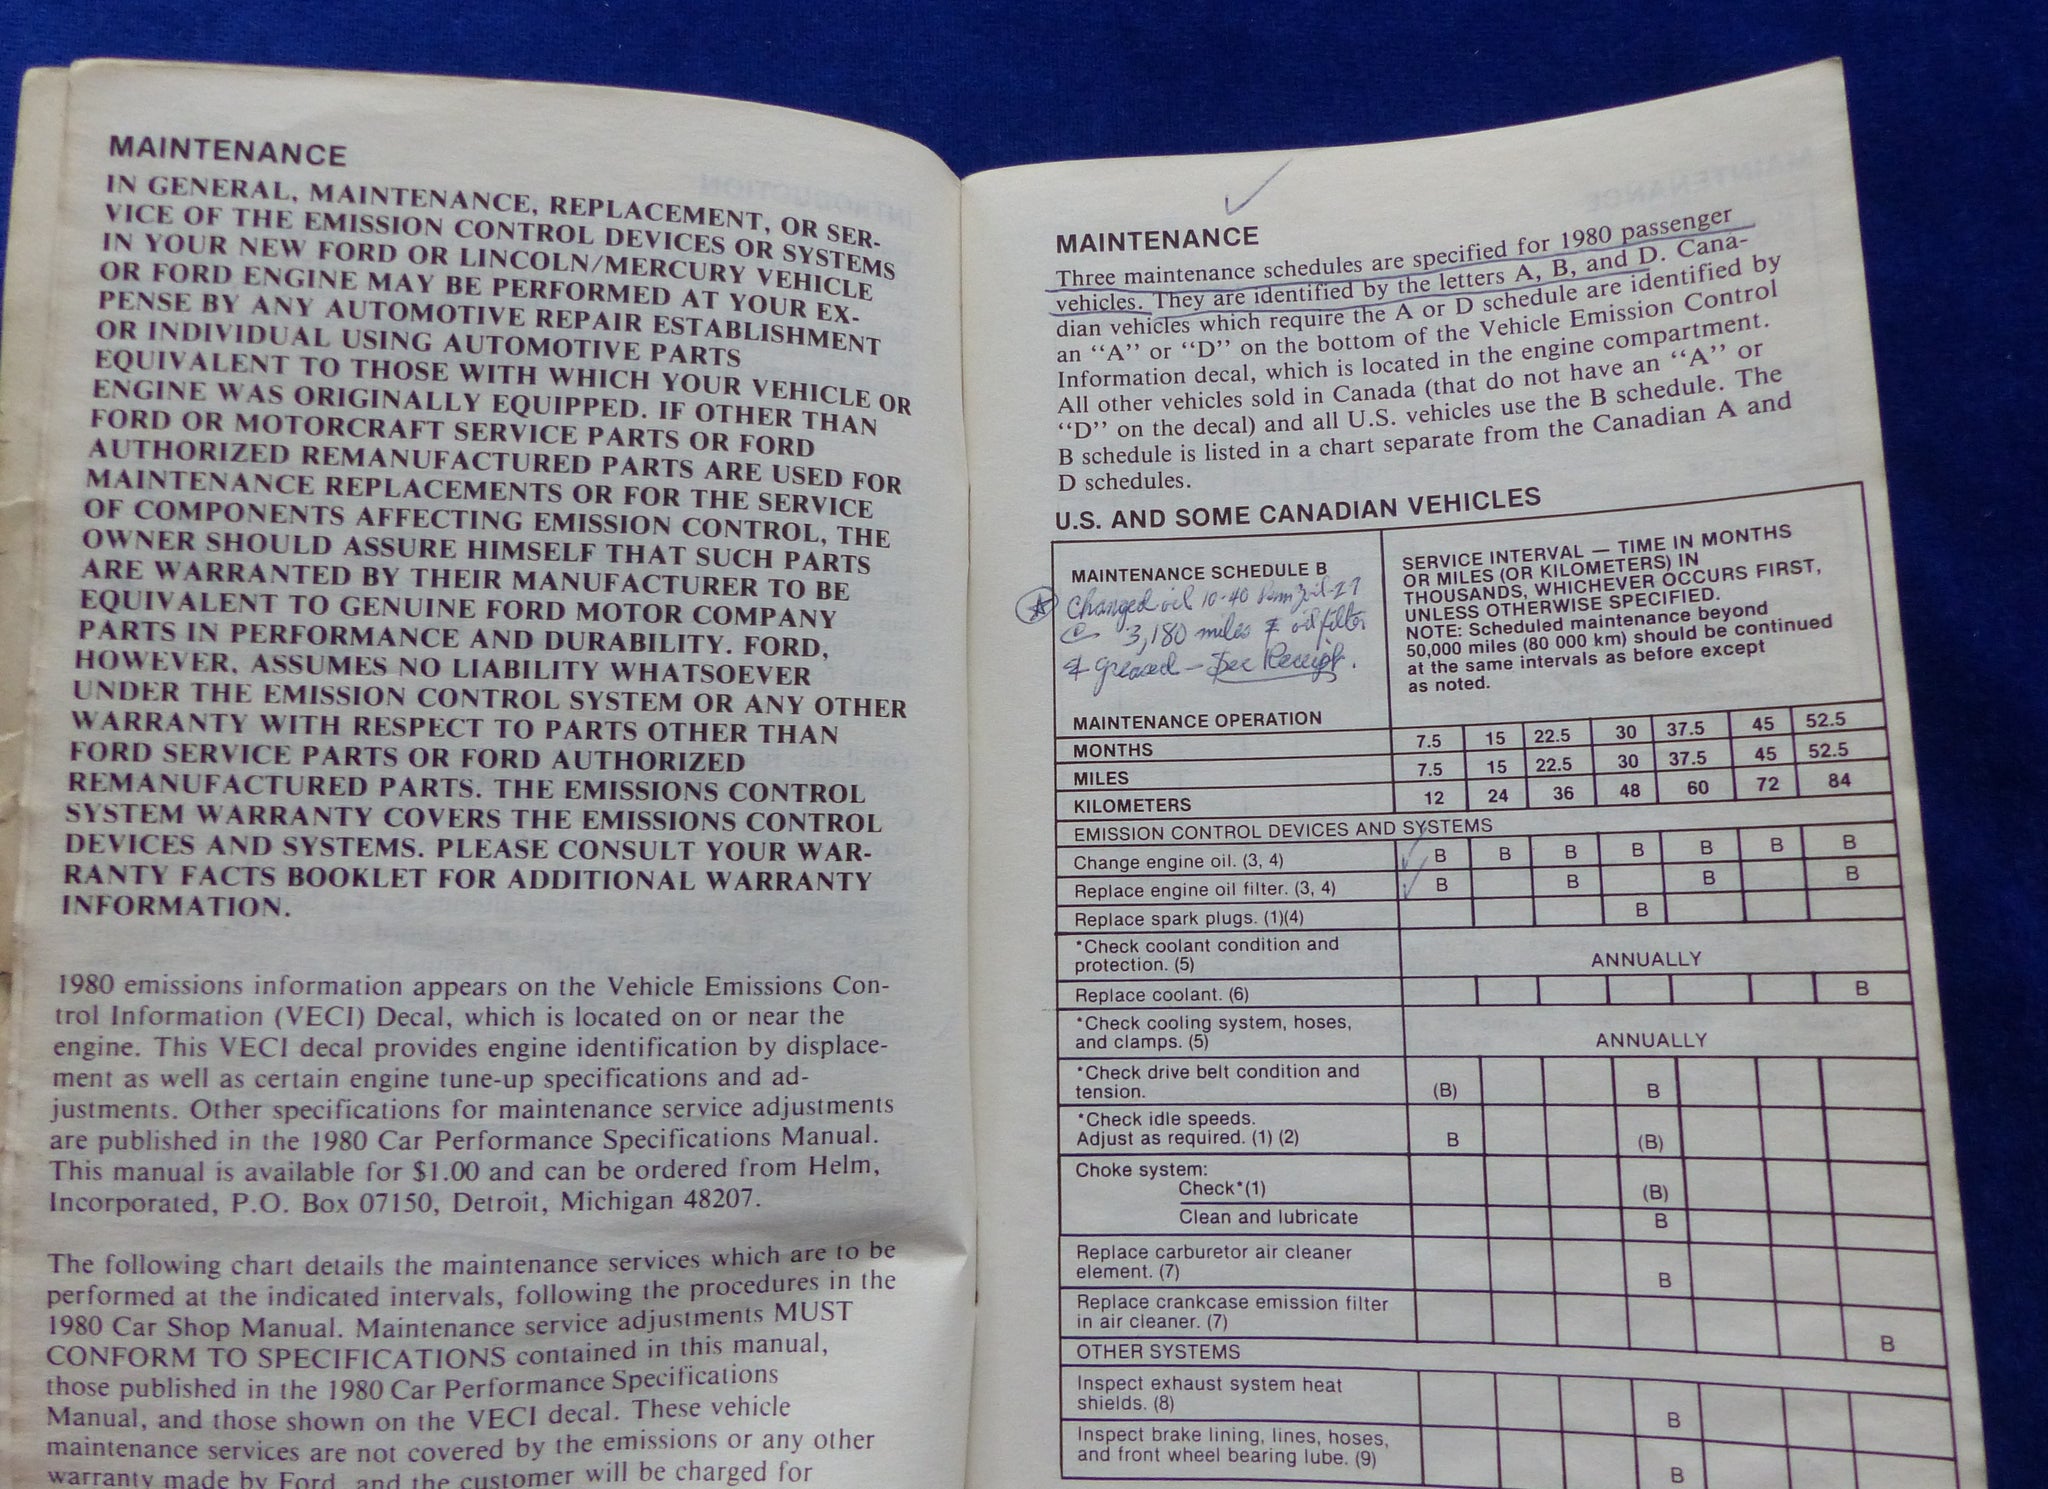 MAINTENANCE
IN GENERAL, MAINTENANCE, REPLACEMENT, OR SER-
VICE OF THE EMISSION CONTROL DEVICES OR SYSTEMS
IN YOUR NEW FORD OR LINCOLN/MERCURY VEHICLE
OR FORD ENGINE MAY BE PERFORMED AT YOUR EX-
PENSE BY ANY AUTOMOTIVE REPAIR ESTABLISHMENT
OR INDIVIDUAL USING AUTOMOTIVE PARTS
EQUIVALENT TO THOSE WITH WHICH YOUR VEHICLE OR
ENGINE WAS ORIGINALLY EQUIPPED. IF OTHER THAN
FORD OR MOTORCRAFT SERVICE PARTS OR FORD
AUTHORIZED REMANUFACTURED PARTS ARE USED FOR
MAINTENANCE REPLACEMENTS OR FOR THE SERVICE
OF COMPONENTS AFFECTING EMISSION CONTROL, THE
OWNER SHOULD ASSURE HIMSELF THAT SUCH PARTS
ARE WARRANTED BY THEIR MANUFACTURER TO BE
EQUIVALENT TO GENUINE FORD MOTOR COMPANY
PARTS IN PERFORMANCE AND DURABILITY. FORD,
HOWEVER, ASSUMES NO LIABILITY WHATSOEVER
UNDER THE EMISSION CONTROL SYSTEM OR ANY OTHER
WARRANTY WITH RESPECT TO PARTS OTHER THAN
FORD SERVICE PARTS OR FORD AUTHORIZED
REMANUFACTURED PARTS. THE EMISSIONS CONTROL
SYSTEM WARRANTY COVERS THE EMISSIONS CONTROL
DEVICES AND SYSTEMS. PLEASE CONSULT YOUR WAR-
RANTY FACTS BOOKLET FOR ADDITIONAL WARRANTY
INFORMATION.
1980 emissions information appears on the Vehicle Emissions Con-
trol Information (VECI) Decal, which is located on or near the
engine. This VECI decal provides engine identification by displace-
ment as well as certain engine tune-up specifications and ad-
justments. Other specifications for maintenance service adjustments
are published in the 1980 Car Performance Specifications Manual.
This manual is available for $1.00 and can be ordered from Helm,
Incorporated, P.O. Box 07150, Detroit, Michigan 48207.
The following chart details the maintenance services which are to be
performed at the indicated intervals, following the procedures in the
1980 Car Shop Manual. Maintenance service adjustments MUST
CONFORM TO SPECIFICATIONS contained in this manual,
those published in the 1980 Car Performance Specifications
Manual, and those shown on the VECI decal. These vehicle
maintenance services are not covered by the emissions or any other
warranty made by Ford, and the customer will be charged for
MAINTENANCE
Three maintenance schedules are specified for 1980 passenger
vehicles. They are identified by the letters A, B, and D. Cana-
dian vehicles which require the A or D schedule are identified by
an "A" or "D" on the bottom of the Vehicle Emission Control
Information decal, which is located in the engine compartment.
All other vehicles sold in Canada (that do not have an "A" or
"D" on the decal) and all U.S. vehicles use the B schedule. The
B schedule is listed in a chart separate from the Canadian A and
D schedules.
U.S. AND SOME CANADIAN VEHICLES
MAINTENANCE SCHEDULE B
Changed oil 10-40
3,180 miles & oil filter
& greased - See Receipt.
SERVICE INTERVAL — TIME IN MONTHS
OR MILES (OR KILOMETERS) IN
THOUSANDS, WHICHEVER OCCURS FIRST,
UNLESS OTHERWISE SPECIFIED.
NOTE: Scheduled maintenance beyond
50,000 miles (80 000 km) should be continued
at the same intervals as before except
as noted.
MAINTENANCE OPERATION
MONTHS 7.5 15 22.5 30 37.5 45 52.5
MILES 7.5 15 22.5 30 37.5 45 52.5
KILOMETERS 12 24 36 48 60 72 84
EMISSION CONTROL DEVICES AND SYSTEMS
Change engine oil. (3, 4) B B B B B B B
Replace engine oil filter. (3, 4) B B B B
Replace spark plugs. (1)(4) B
*Check coolant condition and
protection. (5) ANNUALLY
Replace coolant. (6) B
*Check cooling system, hoses,
and clamps. (5) ANNUALLY
*Check drive belt condition and
tension. (B) B
*Check idle speeds.
Adjust as required. (1) (2) B (B)
Choke system:
Check*(1) (B)
Clean and lubricate B
Replace carburetor air cleaner
element. (7) B
Replace crankcase emission filter
in air cleaner. (7) B
OTHER SYSTEMS
Inspect exhaust system heat
shields. (8) B
Inspect brake lining, lines, hoses,
and front wheel bearing lube. (9) B